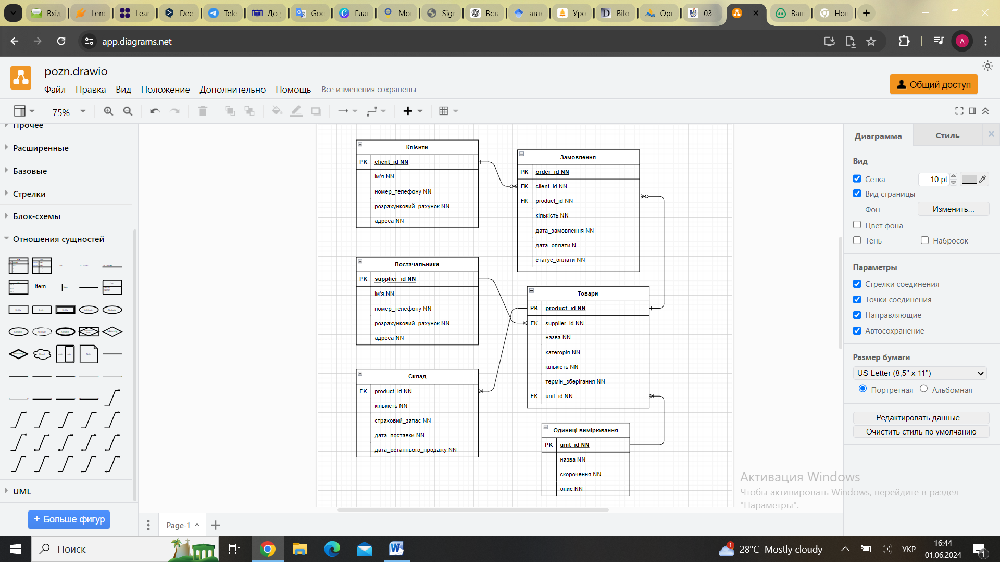 Вхід
Lenc
Lear
Dee
Tele
До
Goc
Гла
Мої
Sigr
Вста
авто
Уро
Bilo
Орг
03 -
Ваш
Нов
app.diagrams.net
A
pozn.drawio
Файл Правка Вид Положение Дополнительно Помощь Все изменения сохранены
Общий доступ
75%
Прочее
Расширенные
Базовые
Стрелки
Блок-схемы
Отношения сущностей
Item
UML
+ Больше фигур
Клієнти
PK client_id NN
ім'я NN
номер_телефону NN
розрахунковий_рахунок NN
адреса NN
Замовлення
PK order_id NN
FK client_id NN
FK product_id NN
кількість NN
дата_замовлення NN
дата_оплати N
статус_оплати NN
Постачальники
PK supplier_id NN
ім'я NN
номер_телефону NN
розрахунковий_рахунок NN
адреса NN
Товари
PK product_id NN
FK supplier_id NN
назва NN
категорія NN
кількість NN
термін_зберігання NN
FK unit_id NN
Склад
FK product_id NN
кількість NN
страховий_запас NN
дата_поставки NN
дата_останнього_продажу NN
Одиниці вимірювання
PK unit_id NN
назва NN
скорочення NN
опис NN
Диаграмма Стиль
Вид
Сетка 10 pt
Вид страницы
Фон Изменить...
Цвет фона
Тень Набросок
Параметры
Стрелки соединения
Точки соединения
Направляющие
Автосохранение
Размер бумаги
US-Letter (8,5" x 11")
Портретная Альбомная
Редактировать данные...
Очистить стиль по умолчанию
Активация Windows
Чтобы активировать Windows, перейдите в раздел
"Параметры".
Page-1
Поиск
1
28°C Mostly cloudy
УКР
16:44
01.06.2024
1